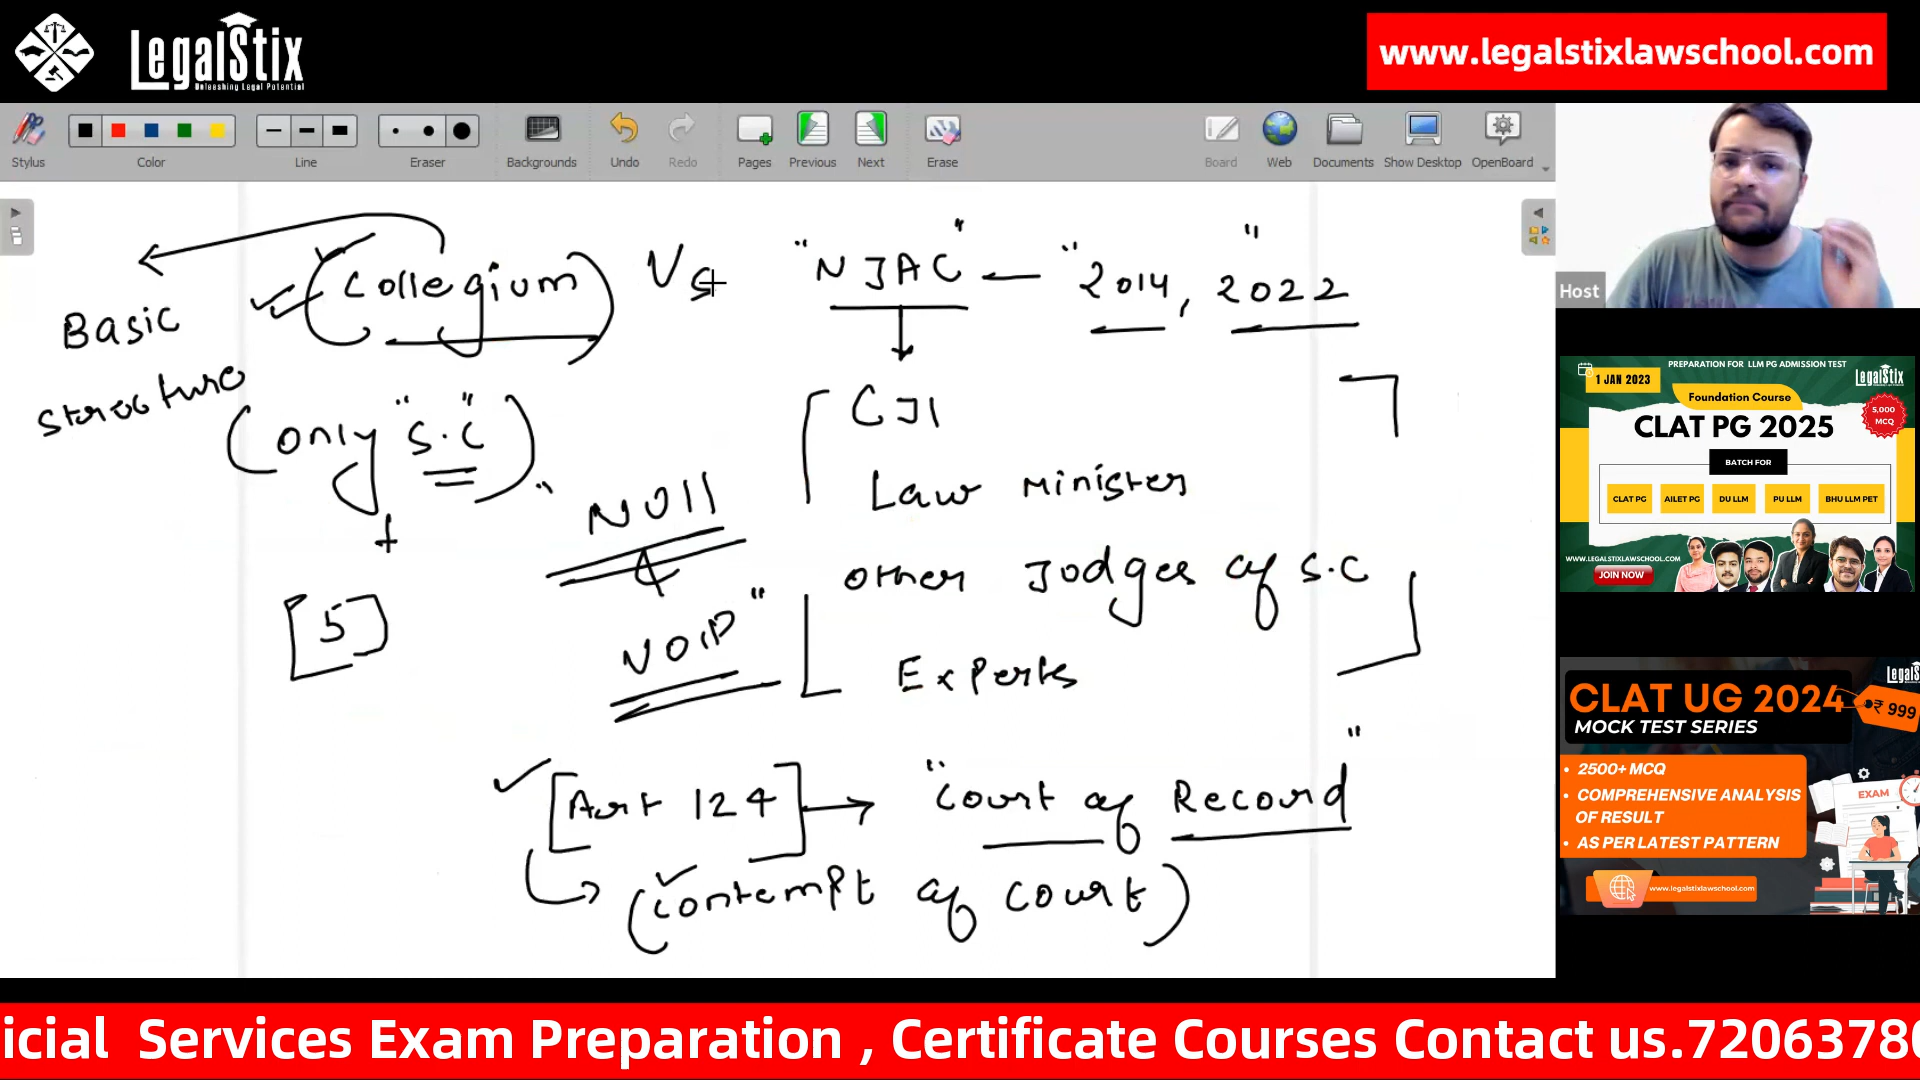 LegalStix
Unleashing Legal Potential
www.legalstixlawschool.com
Stylus
Color
Line
Eraser
Backgrounds
Undo
Redo
Pages
Previous
Next
Erase
Board
Web
Documents
Show Desktop
OpenBoard
Collegium Vs "NJAC" "2014, 2022"
Basic
structure
(only "S.C")
+
[5]
"Null
&
Void"
CJI
Law Minister
Other Judges of S.C
Experts
[Art 124] → "Court of Record"
(Contempt of Court)
Host
PREPARATION FOR LLM PG ADMISSION TEST
LegalStix
1 JAN 2023
Foundation Course
5,000
MCQ
CLAT PG 2025
BATCH FOR
CLAT PG
AILET PG
DU LLM
PU LLM
BHU LLM PET
WWW.LEGALSTIXLAWSCHOOL.COM
JOIN NOW
CLAT UG 2024
₹ 999
MOCK TEST SERIES
• 2500+ MCQ
• COMPREHENSIVE ANALYSIS
OF RESULT
• AS PER LATEST PATTERN
EXAM
www.legalstixlawschool.com
icial Services Exam Preparation , Certificate Courses Contact us.72063780